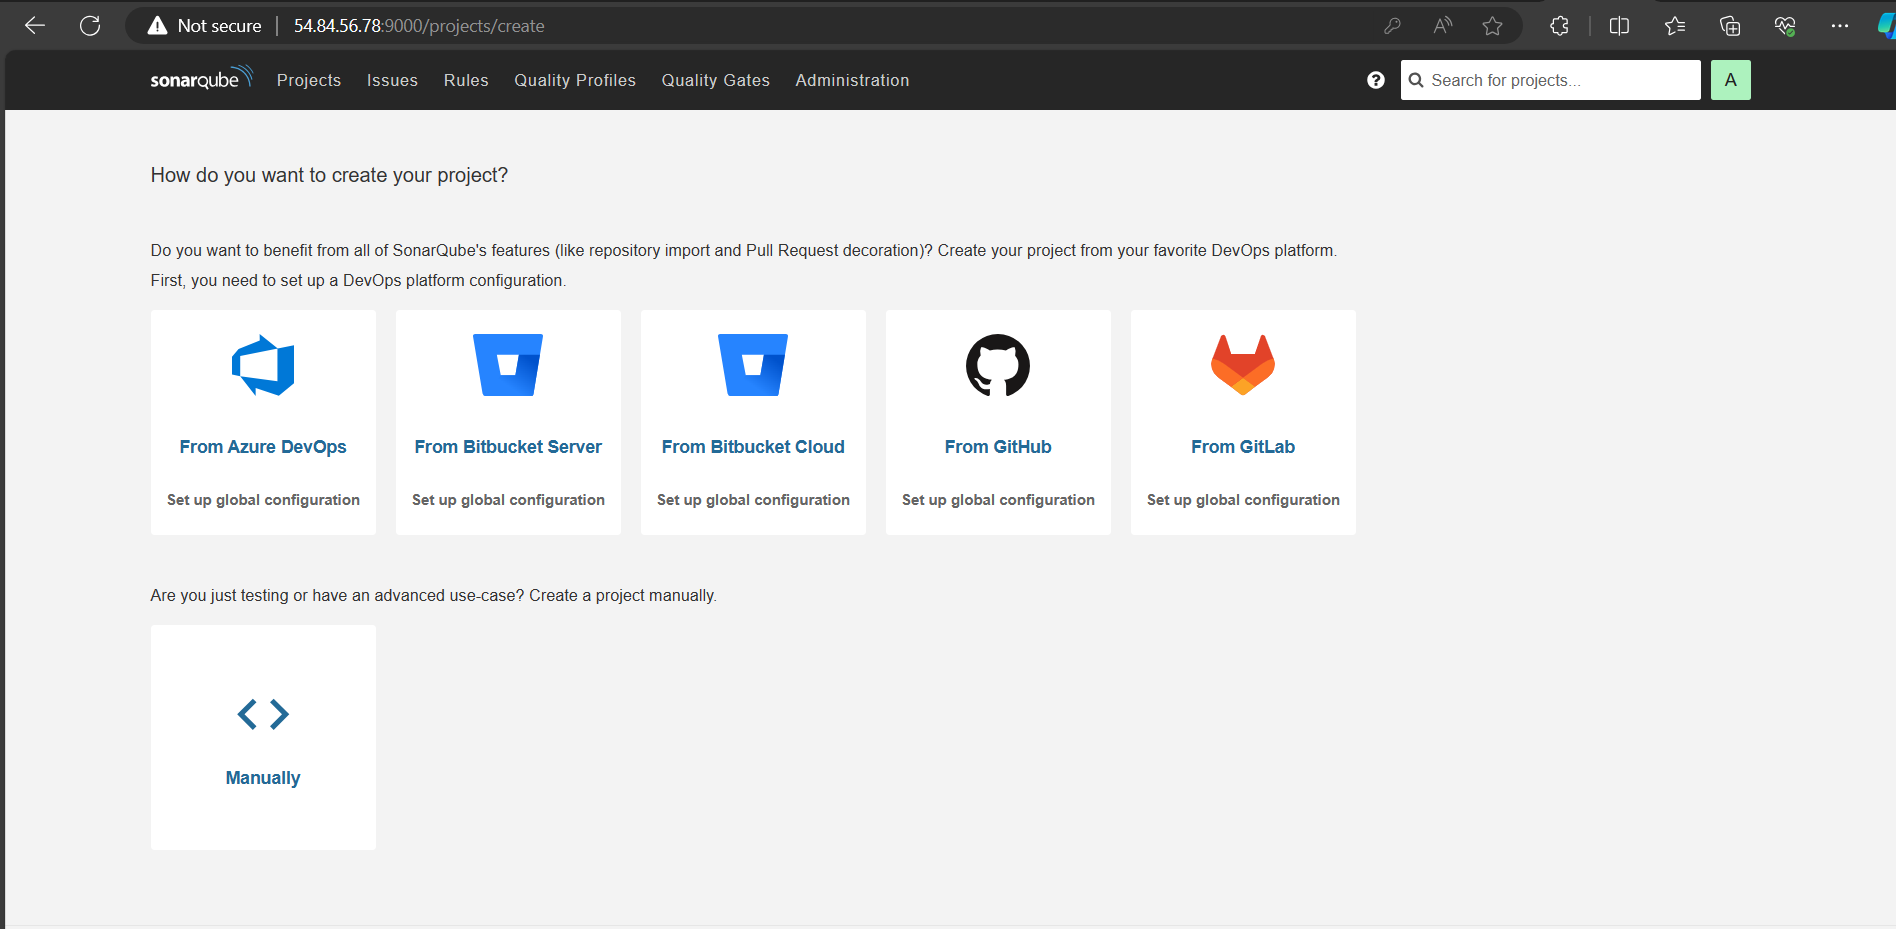 Not secure 54.84.56.78:9000/projects/create
sonarqube Projects Issues Rules Quality Profiles Quality Gates Administration ? Search for projects... A
How do you want to create your project?
Do you want to benefit from all of SonarQube's features (like repository import and Pull Request decoration)? Create your project from your favorite DevOps platform.
First, you need to set up a DevOps platform configuration.
From Azure DevOps From Bitbucket Server From Bitbucket Cloud From GitHub From GitLab
Set up global configuration Set up global configuration Set up global configuration Set up global configuration Set up global configuration
Are you just testing or have an advanced use-case? Create a project manually.
Manually